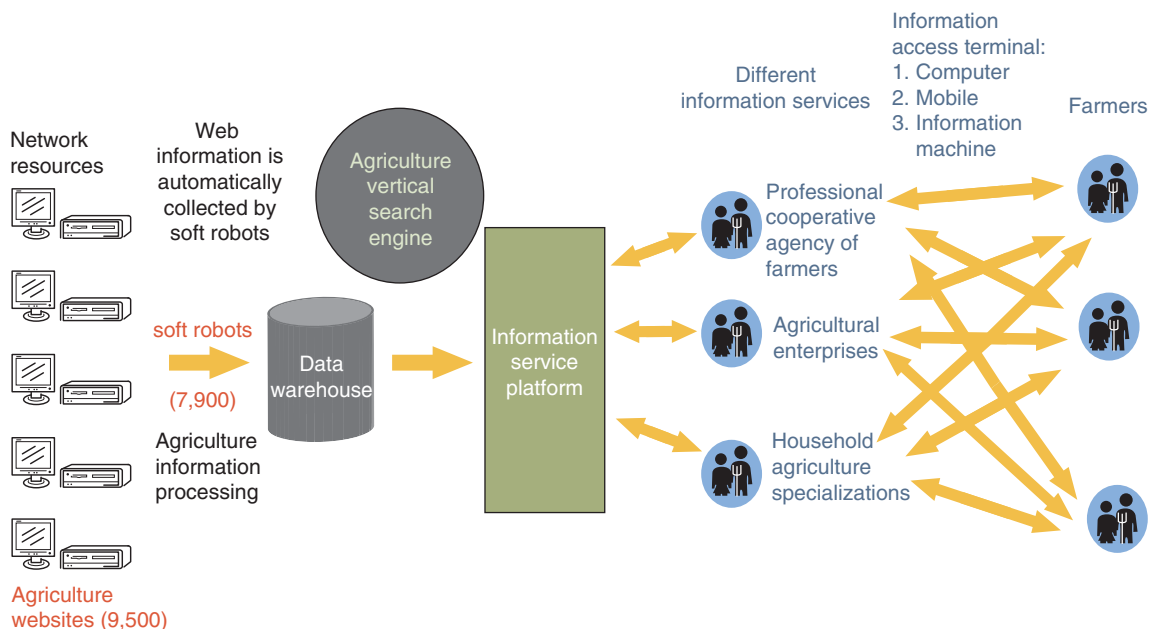 Network
resources
Agriculture
websites (9,500)
Web
information is
automatically
collected by
soft robots
soft robots
(7,900)
Agriculture
information
processing
Agriculture
vertical
search
engine
Data
warehouse
Information
service
platform
Different
information services
Professional
cooperative
agency of
farmers
Agricultural
enterprises
Household
agriculture
specializations
Information
access terminal:
1. Computer
2. Mobile
3. Information
machine
Farmers